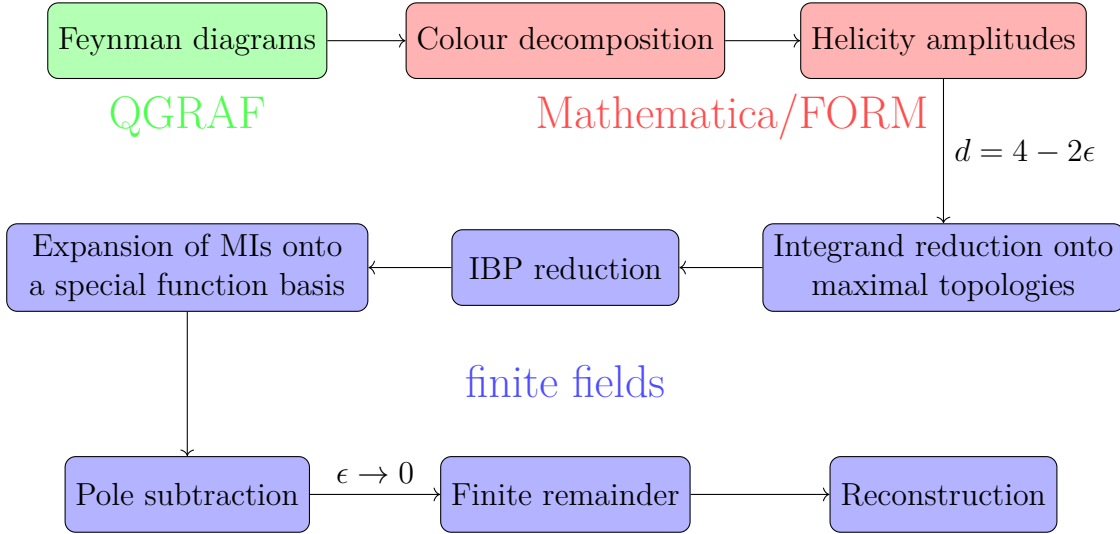 Feynman diagrams
Colour decomposition
Helicity amplitudes
QGRAF
Mathematica/FORM
d = 4 − 2ϵ
Expansion of MIs onto
a special function basis
IBP reduction
Integrand reduction onto
maximal topologies
finite fields
Pole subtraction
ϵ → 0
Finite remainder
Reconstruction